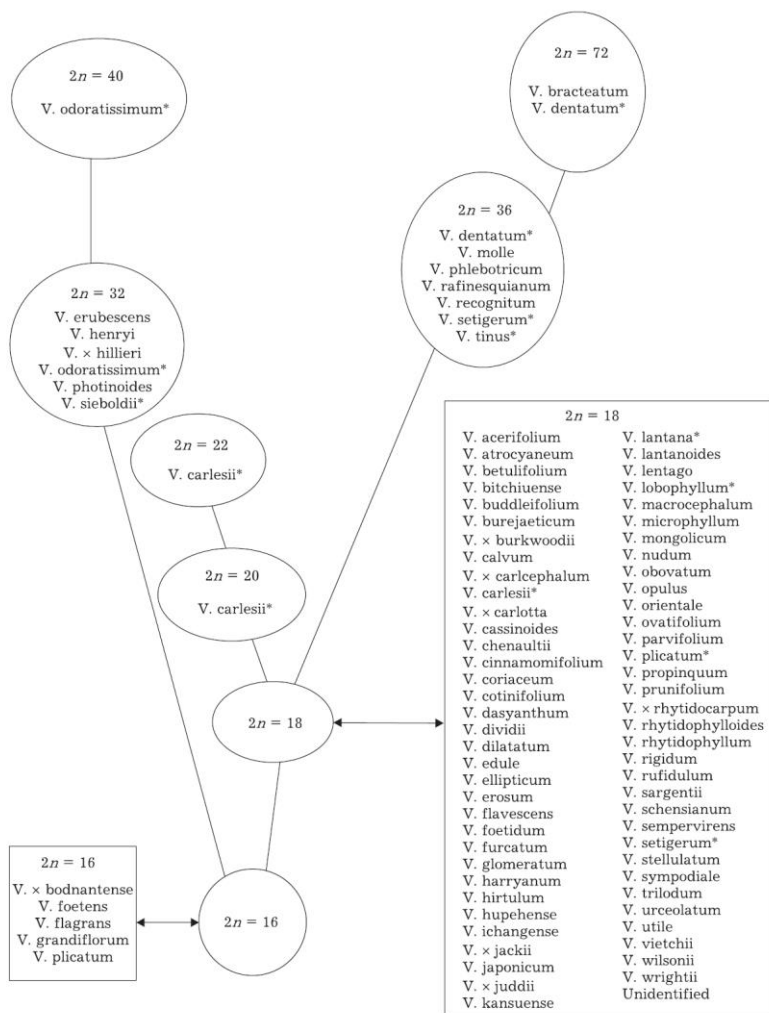 2n = 40
V. odoratissimum*
2n = 72
V. bracteatum
V. dentatum*
2n = 36
V. dentatum*
V. molle
V. phlebotricum
V. rafinesquianum
V. recognitum
V. setigerum*
V. tinus*
2n = 32
V. erubescens
V. henryi
V. × hillieri
V. odoratissimum*
V. photinoides
V. sieboldii*
2n = 22
V. carlesii*
2n = 20
V. carlesii*
2n = 18
2n = 18
V. acerifolium
V. atrocyaneum
V. betulifolium
V. bitchiuense
V. buddleifolium
V. burejaeticum
V. × burkwoodii
V. calvum
V. × carlcephalum
V. carlesii*
V. × carlotta
V. cassinoides
V. chenaultii
V. cinnamomifolium
V. coriaceum
V. cotinifolium
V. dasyanthum
V. dividii
V. dilatatum
V. edule
V. ellipticum
V. erosum
V. flavescens
V. foetidum
V. furcatum
V. glomeratum
V. harryanum
V. hirtulum
V. hupehense
V. ichangense
V. × jackii
V. japonicum
V. × juddii
V. kansuense
V. lantana*
V. lantanoides
V. lentago
V. lobophyllum*
V. macrocephalum
V. microphyllum
V. mongolicum
V. nudum
V. obovatum
V. opulus
V. orientale
V. ovatifolium
V. parvifolium
V. plicatum*
V. propinquum
V. prunifolium
V. × rhytidocarpum
V. rhytidophylloides
V. rhytidophyllum
V. rigidum
V. rufidulum
V. sargentii
V. schensianum
V. sempervirens
V. setigerum*
V. stellulatum
V. sympodiale
V. trilodum
V. urceolatum
V. utile
V. vietchii
V. wilsonii
V. wrightii
Unidentified
2n = 16
V. × bodnantense
V. foetens
V. flagrans
V. grandiflorum
V. plicatum
2n = 16